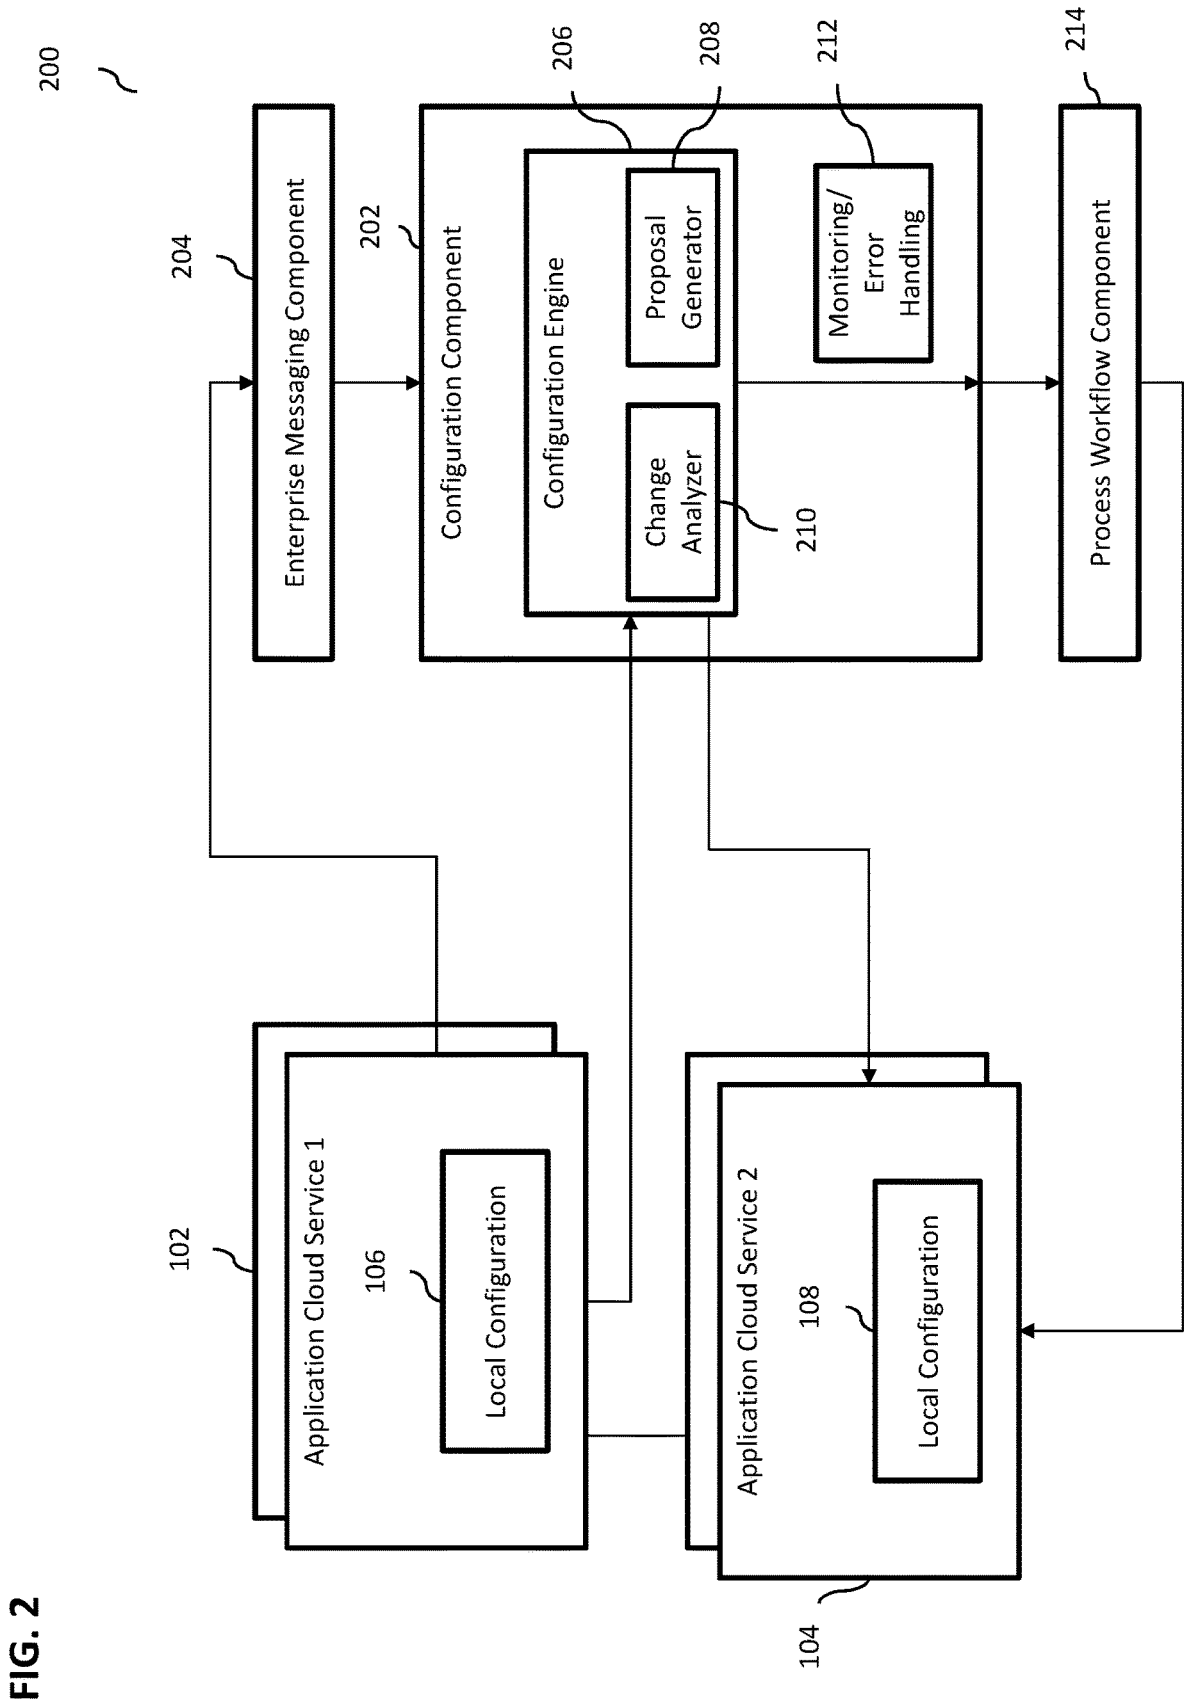 FIG. 2
200
102
Application Cloud Service 1
106
Local Configuration
104
Application Cloud Service 2
108
Local Configuration
204
Enterprise Messaging Component
202
Configuration Component
206
Configuration Engine
210
Change
Analyzer
208
Proposal
Generator
212
Monitoring/
Error
Handling
214
Process Workflow Component